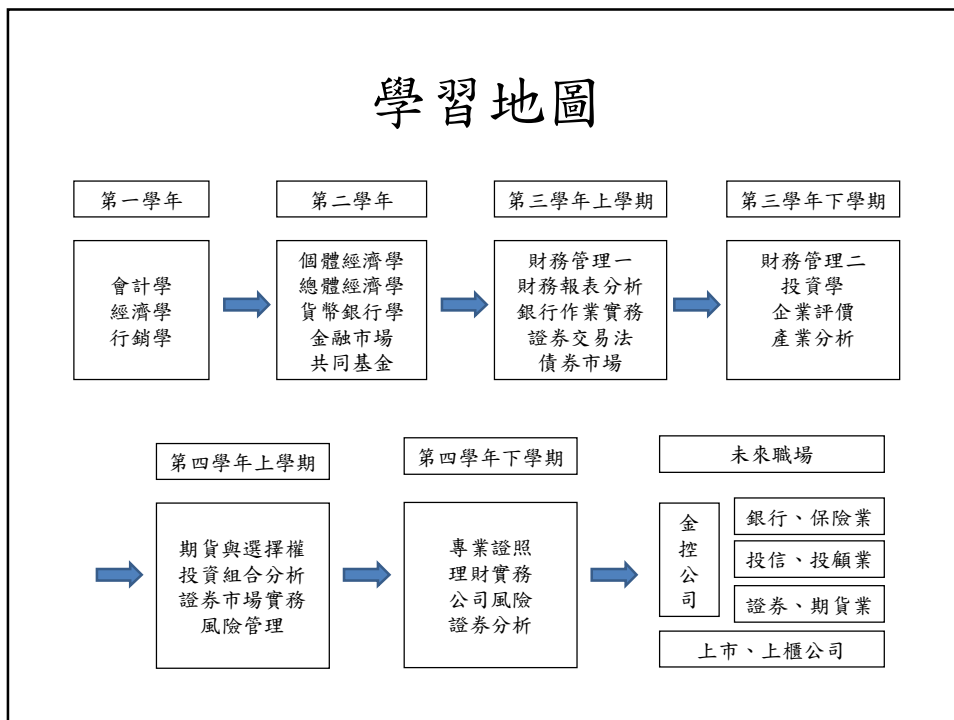 學習地圖
第一學年
會計學
經濟學
行銷學
第二學年
個體經濟學
總體經濟學
貨幣銀行學
金融市場
共同基金
第三學年上學期
財務管理一
財務報表分析
銀行作業實務
證券交易法
債券市場
第三學年下學期
財務管理二
投資學
企業評價
產業分析
第四學年上學期
期貨與選擇權
投資組合分析
證券市場實務
風險管理
第四學年下學期
專業證照
理財實務
公司風險
證券分析
未來職場
金控公司
銀行、保險業
投信、投顧業
證券、期貨業
上市、上櫃公司